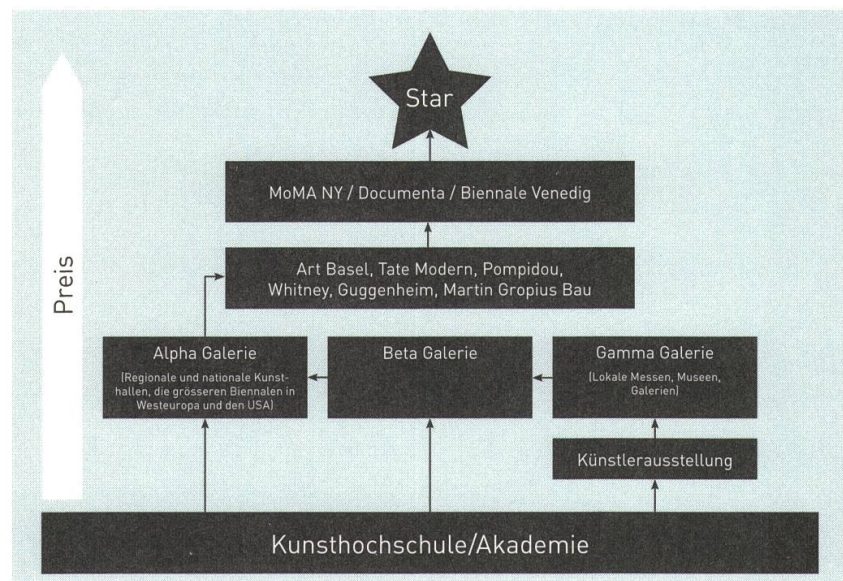 Star
MoMA NY / Documenta / Biennale Venedig
Art Basel, Tate Modern, Pompidou,
Whitney, Guggenheim, Martin Gropius Bau
Preis
Alpha Galerie
(Regionale und nationale Kunst-
hallen, die grösseren Biennalen in
Westeuropa und den USA)
Beta Galerie
Gamma Galerie
(Lokale Messen, Museen,
Galerien)
Künstlerausstellung
Kunsthochschule/Akademie